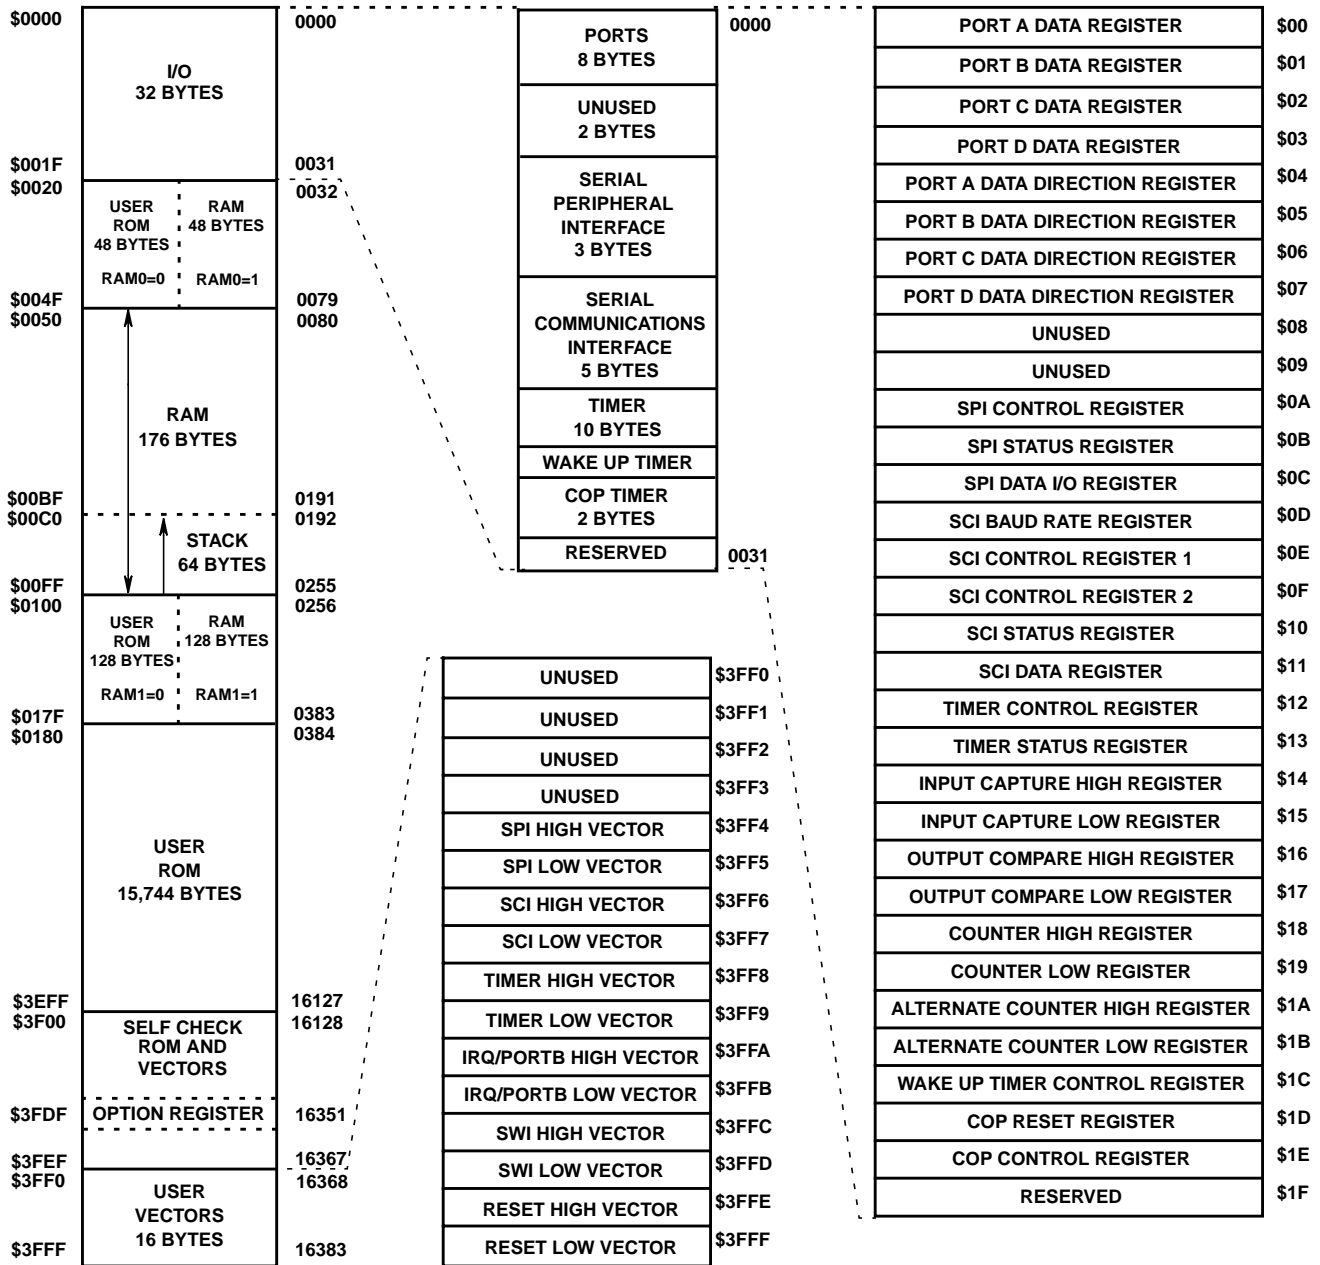 $0000
0000
I/O
32 BYTES
$001F
0031
$0020
0032
USER
ROM
48 BYTES
RAM0=0
RAM
48 BYTES
RAM0=1
$004F
0079
$0050
0080
RAM
176 BYTES
$00BF
0191
$00C0
0192
STACK
64 BYTES
$00FF
0255
$0100
0256
USER
ROM
128 BYTES
RAM1=0
RAM
128 BYTES
RAM1=1
$017F
0383
$0180
0384
USER
ROM
15,744 BYTES
$3EFF
16127
$3F00
16128
SELF CHECK
ROM AND
VECTORS
$3FDF
OPTION REGISTER
16351
$3FEF
16367
$3FF0
16368
USER
VECTORS
16 BYTES
$3FFF
16383
PORTS
8 BYTES
0000
UNUSED
2 BYTES
SERIAL
PERIPHERAL
INTERFACE
3 BYTES
SERIAL
COMMUNICATIONS
INTERFACE
5 BYTES
TIMER
10 BYTES
WAKE UP TIMER
COP TIMER
2 BYTES
RESERVED
0031
UNUSED $3FF0
UNUSED $3FF1
UNUSED $3FF2
UNUSED $3FF3
SPI HIGH VECTOR $3FF4
SPI LOW VECTOR $3FF5
SCI HIGH VECTOR $3FF6
SCI LOW VECTOR $3FF7
TIMER HIGH VECTOR $3FF8
TIMER LOW VECTOR $3FF9
IRQ/PORTB HIGH VECTOR $3FFA
IRQ/PORTB LOW VECTOR $3FFB
SWI HIGH VECTOR $3FFC
SWI LOW VECTOR $3FFD
RESET HIGH VECTOR $3FFE
RESET LOW VECTOR $3FFF
PORT A DATA REGISTER $00
PORT B DATA REGISTER $01
PORT C DATA REGISTER $02
PORT D DATA REGISTER $03
PORT A DATA DIRECTION REGISTER $04
PORT B DATA DIRECTION REGISTER $05
PORT C DATA DIRECTION REGISTER $06
PORT D DATA DIRECTION REGISTER $07
UNUSED $08
UNUSED $09
SPI CONTROL REGISTER $0A
SPI STATUS REGISTER $0B
SPI DATA I/O REGISTER $0C
SCI BAUD RATE REGISTER $0D
SCI CONTROL REGISTER 1 $0E
SCI CONTROL REGISTER 2 $0F
SCI STATUS REGISTER $10
SCI DATA REGISTER $11
TIMER CONTROL REGISTER $12
TIMER STATUS REGISTER $13
INPUT CAPTURE HIGH REGISTER $14
INPUT CAPTURE LOW REGISTER $15
OUTPUT COMPARE HIGH REGISTER $16
OUTPUT COMPARE LOW REGISTER $17
COUNTER HIGH REGISTER $18
COUNTER LOW REGISTER $19
ALTERNATE COUNTER HIGH REGISTER $1A
ALTERNATE COUNTER LOW REGISTER $1B
WAKE UP TIMER CONTROL REGISTER $1C
COP RESET REGISTER $1D
COP CONTROL REGISTER $1E
RESERVED $1F